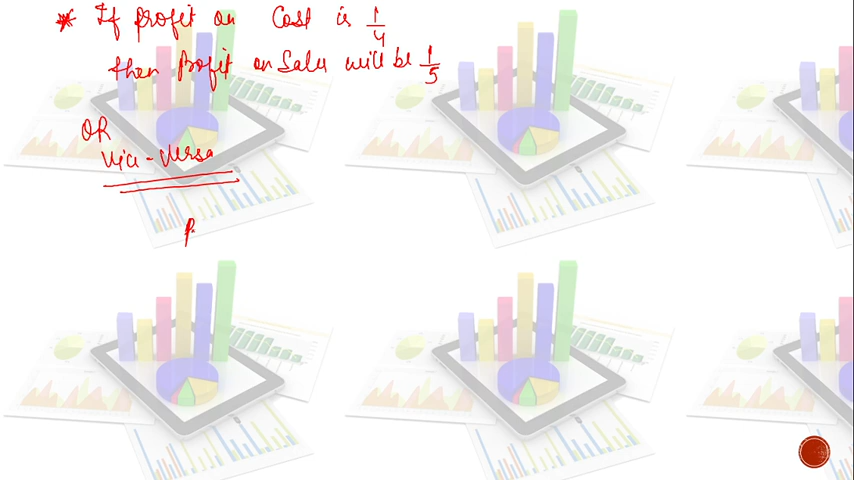 * If profit on Cost is 1/4
then Profit on Sales will be 1/5
OR
Vice-Versa
P